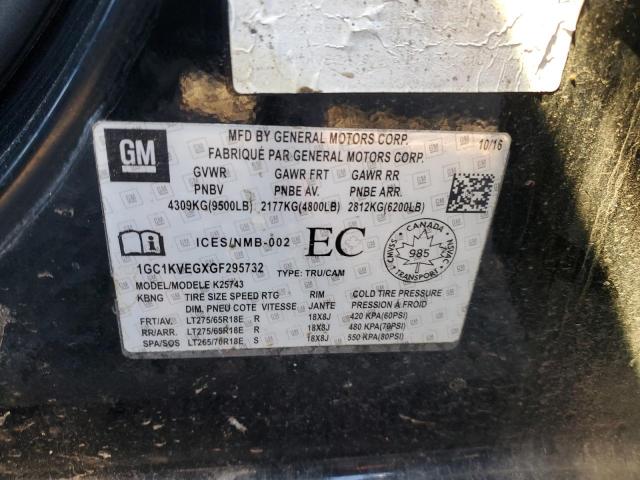 GM
MFD BY GENERAL MOTORS CORP. 10/16
FABRIQUÉ PAR GENERAL MOTORS CORP.
GVWR GAWR FRT GAWR RR
PNBV PNBE AV. PNBE ARR.
4309KG(9500LB) 2177KG(4800LB) 2812KG(6200LB)
ICES/NMB-002 EC
CANADA
985
CMVSS NSVAC
TRANSPORT
1GC1KVEGXGF295732 TYPE: TRU/CAM
MODEL/MODELE K25743
KBNG TIRE SIZE SPEED RTG RIM COLD TIRE PRESSURE
DIM. PNEU COTE VITESSE JANTE PRESSION A FROID
FRT/AV. LT275/65R18E R 18X8J 420 KPA(60PSI)
RR/ARR. LT275/65R18E R 18X8J 480 KPA(70PSI)
SPA/SOS LT265/70R18E S 18X8J 550 KPA(80PSI)